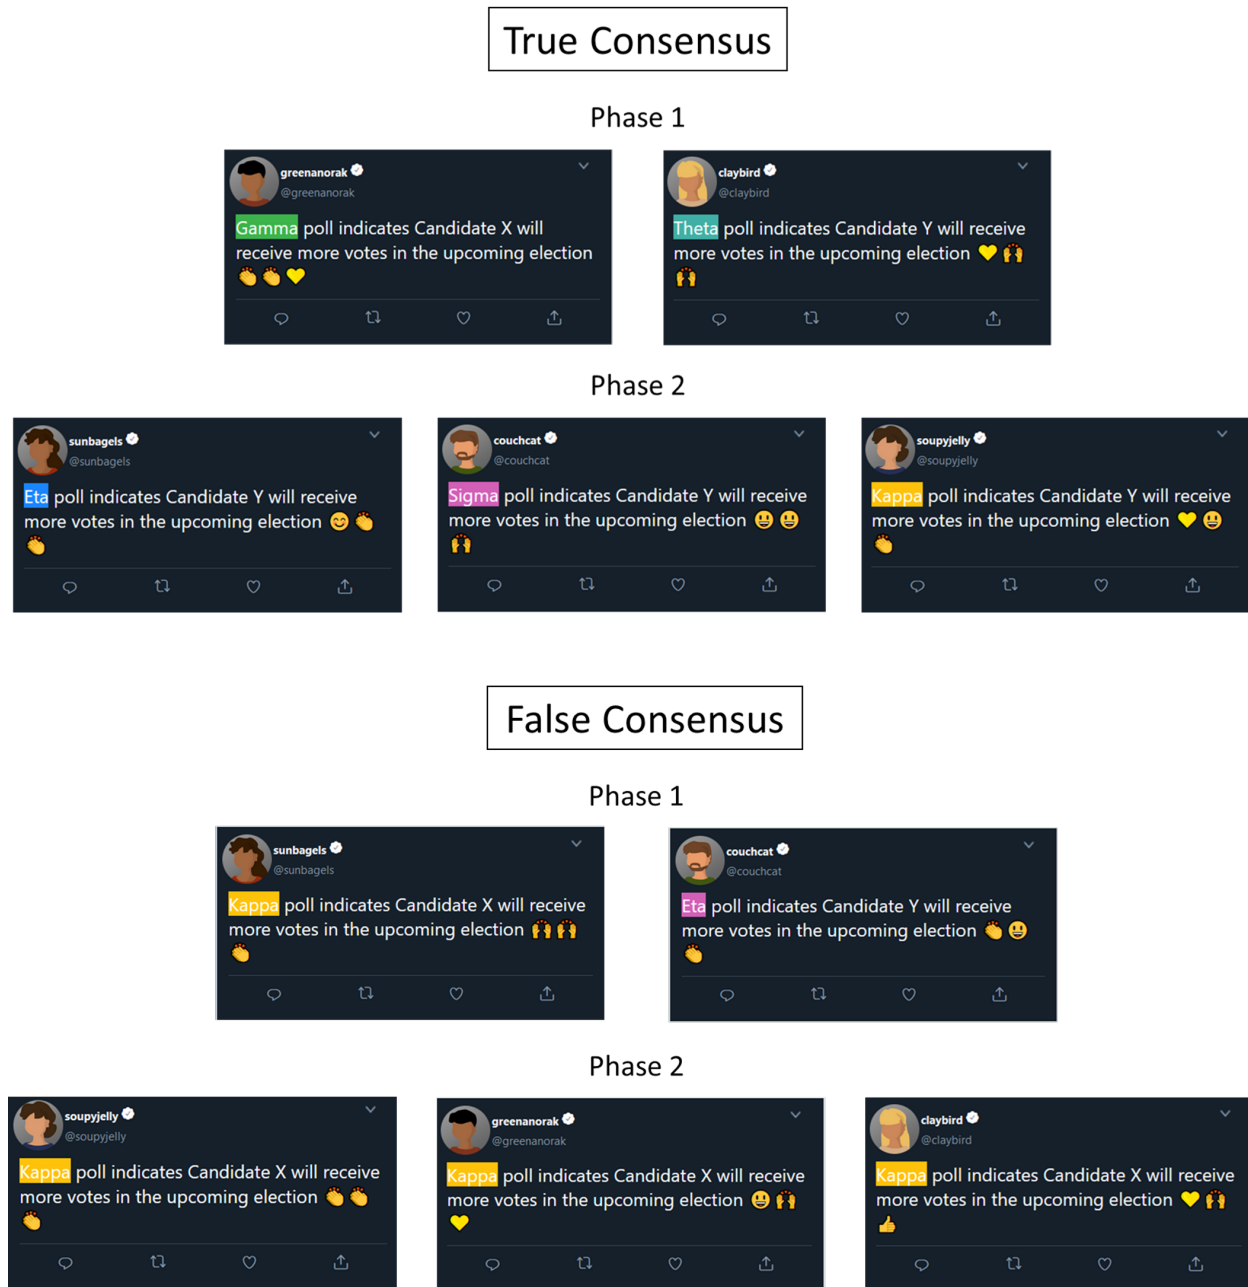 True Consensus
Phase 1
greenanorak
@greenanorak
Gamma poll indicates Candidate X will
receive more votes in the upcoming election
👏 👏 💛
claybird
@claybird
Theta poll indicates Candidate Y will receive
more votes in the upcoming election 💛 🙌
🙌
Phase 2
sunbagels
@sunbagels
Eta poll indicates Candidate Y will receive
more votes in the upcoming election 😊 👏
👏
couchcat
@couchcat
Sigma poll indicates Candidate Y will receive
more votes in the upcoming election 😃 😃
🙌
soupyjelly
@soupyjelly
Kappa poll indicates Candidate Y will receive
more votes in the upcoming election 💛 😃
👏
False Consensus
Phase 1
sunbagels
@sunbagels
Kappa poll indicates Candidate X will receive
more votes in the upcoming election 🙌 🙌
👏
couchcat
@couchcat
Eta poll indicates Candidate Y will receive
more votes in the upcoming election 👏 😃
👏
Phase 2
soupyjelly
@soupyjelly
Kappa poll indicates Candidate X will receive
more votes in the upcoming election 👏 👏
👏
greenanorak
@greenanorak
Kappa poll indicates Candidate X will receive
more votes in the upcoming election 😃 🙌
💛
claybird
@claybird
Kappa poll indicates Candidate X will receive
more votes in the upcoming election 💛 🙌
👍